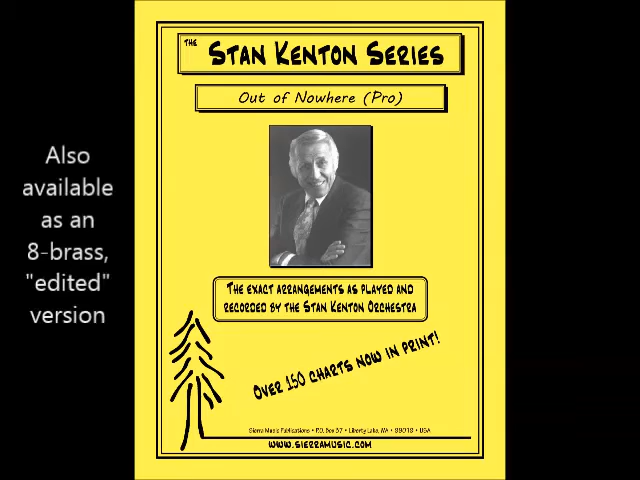 THE
STAN KENTON SERIES
Out of Nowhere (Pro)
Also
available
as an
8-brass,
"edited"
version
THE EXACT ARRANGEMENTS AS PLAYED AND
RECORDED BY THE STAN KENTON ORCHESTRA
OVER 150 CHARTS NOW IN PRINT!
Sierra Music Publications • P.O. Box 37 • Liberty Lake, WA • 99019 • USA
WWW.SIERRAMUSIC.COM